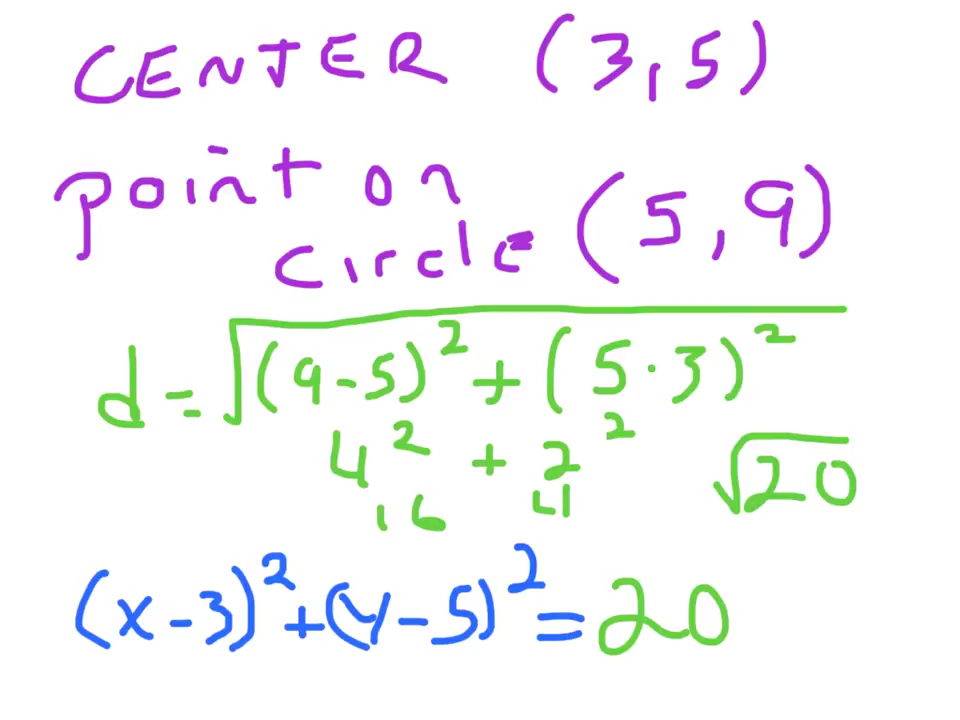 CENTER (3,5)
point on
circle (5,9)
d = √((9-5)² + (5·3)²)
4² + 2² √20
16 4
(x-3)²+(y-5)²=20